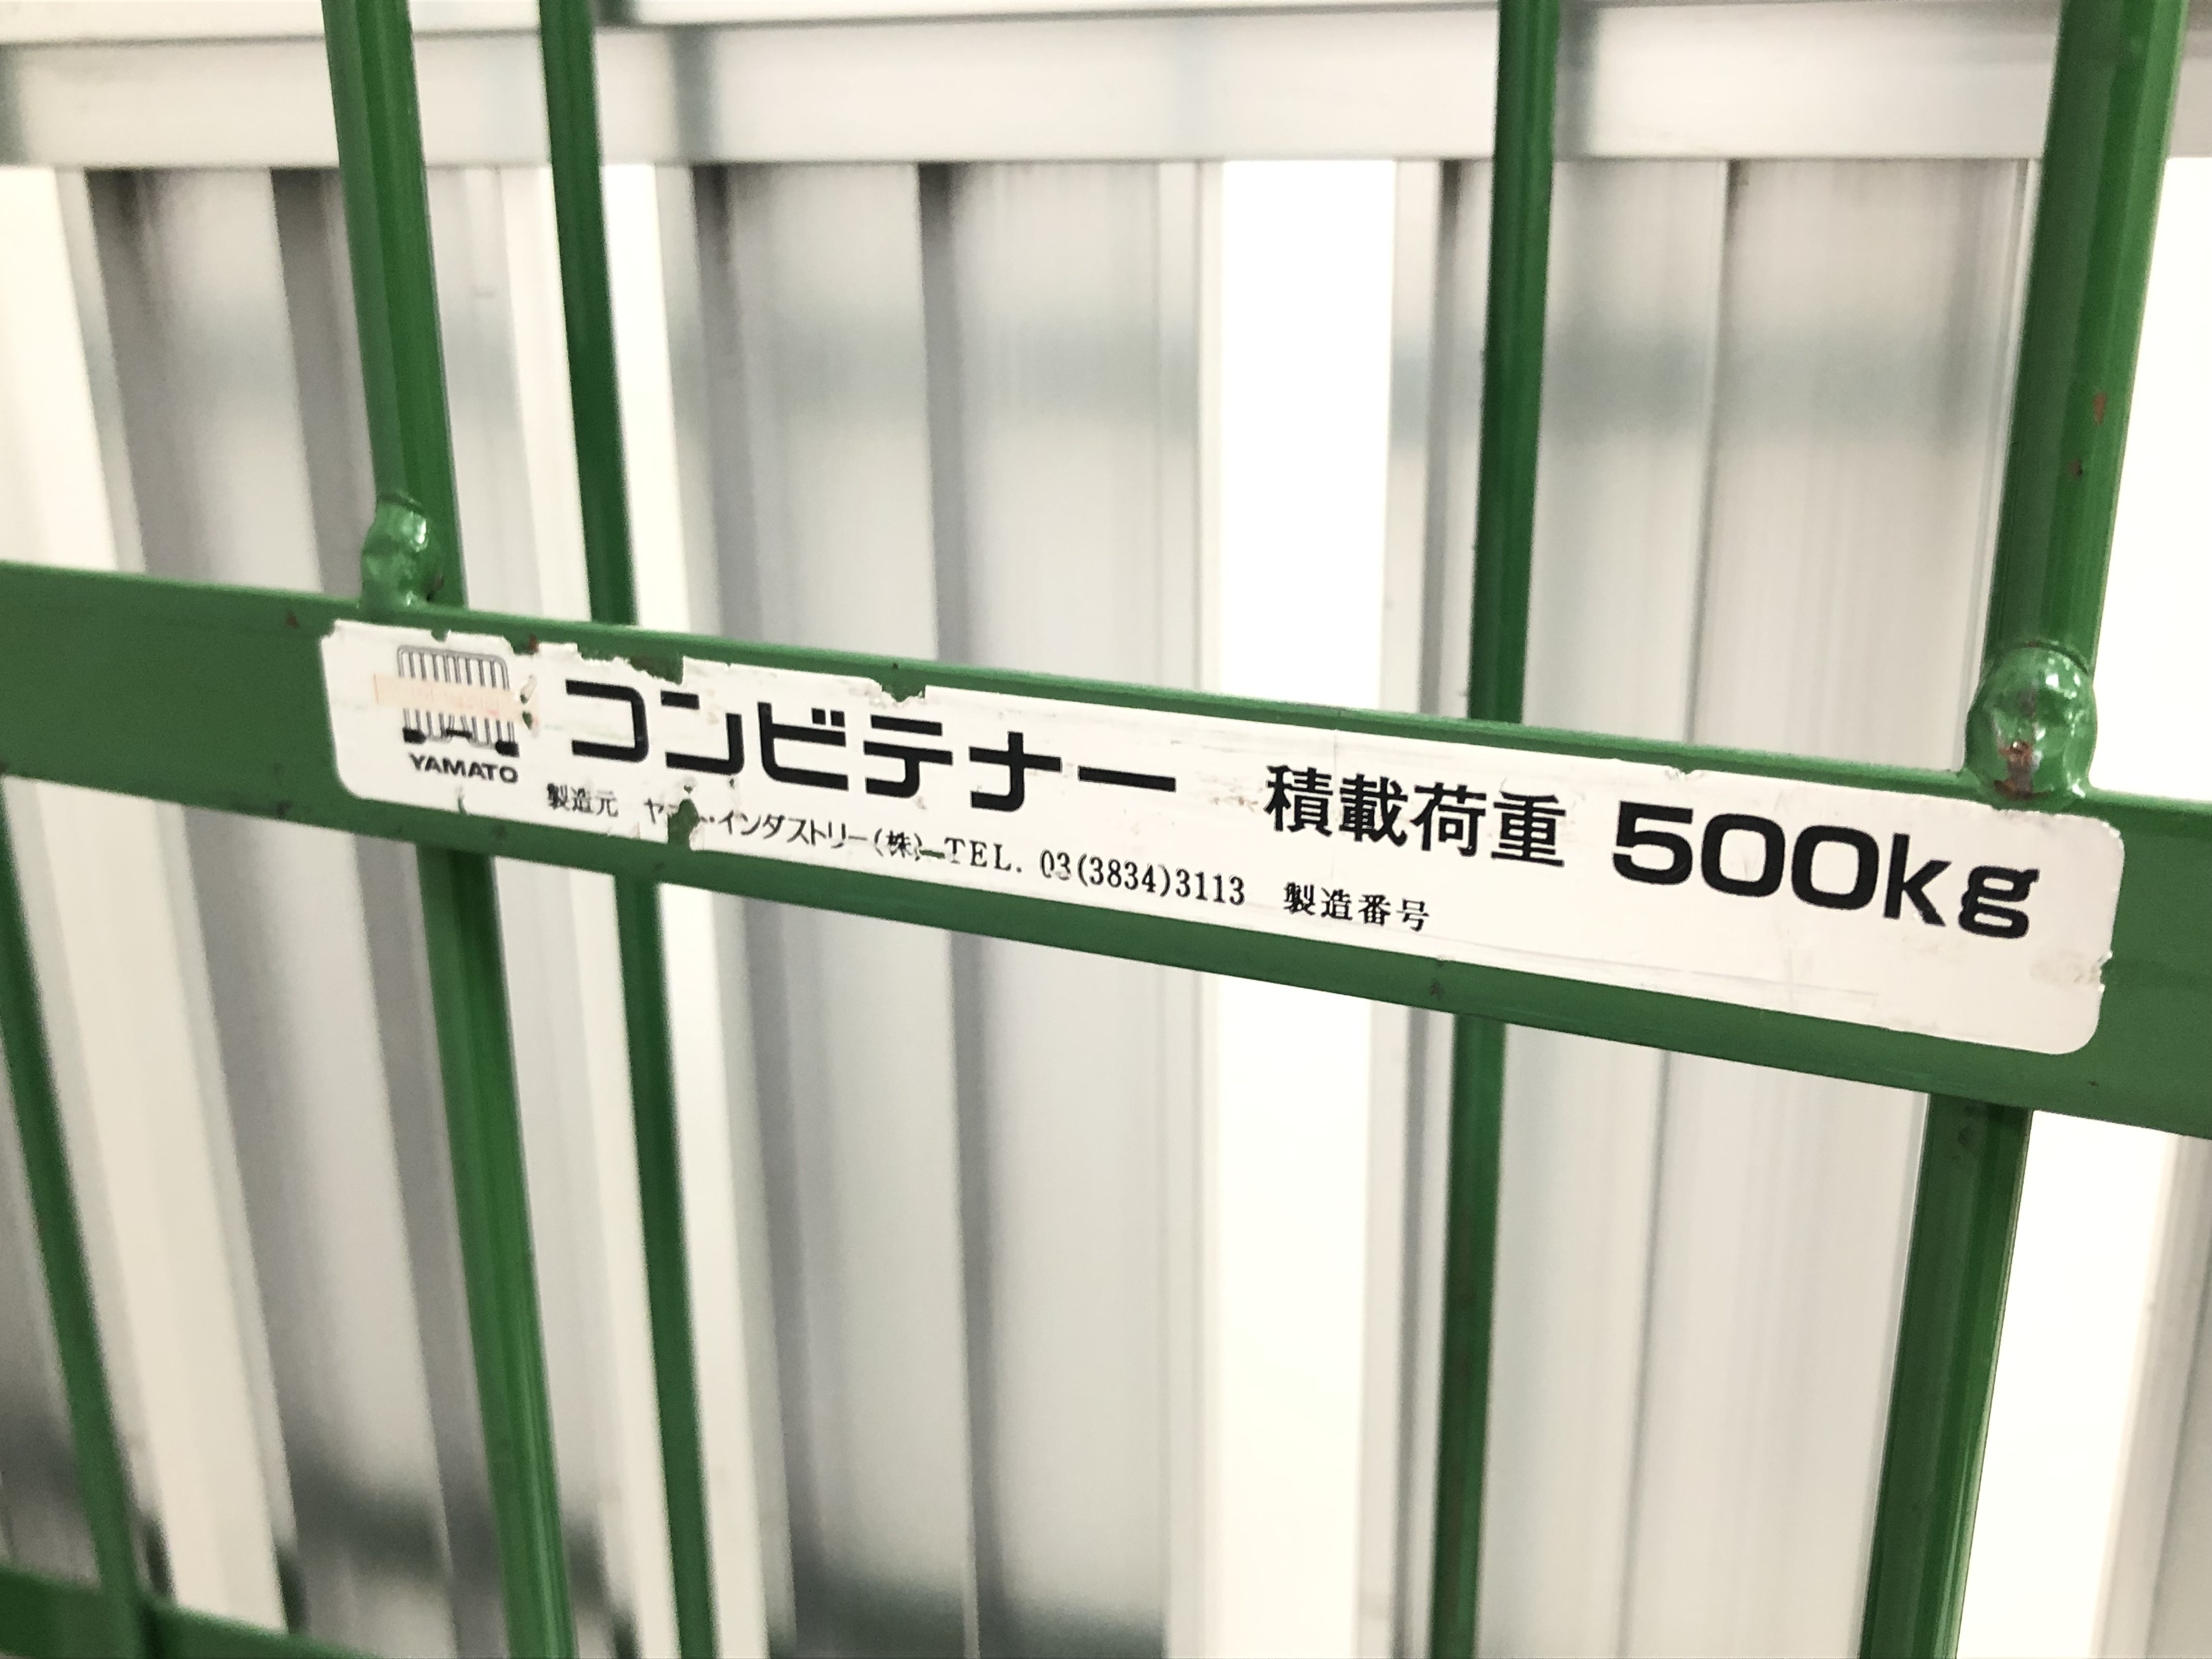 YAMATO
コンビテナー 積載荷重 500kg
製造元 インダストリー(株) TEL. 03(3834)3113 製造番号